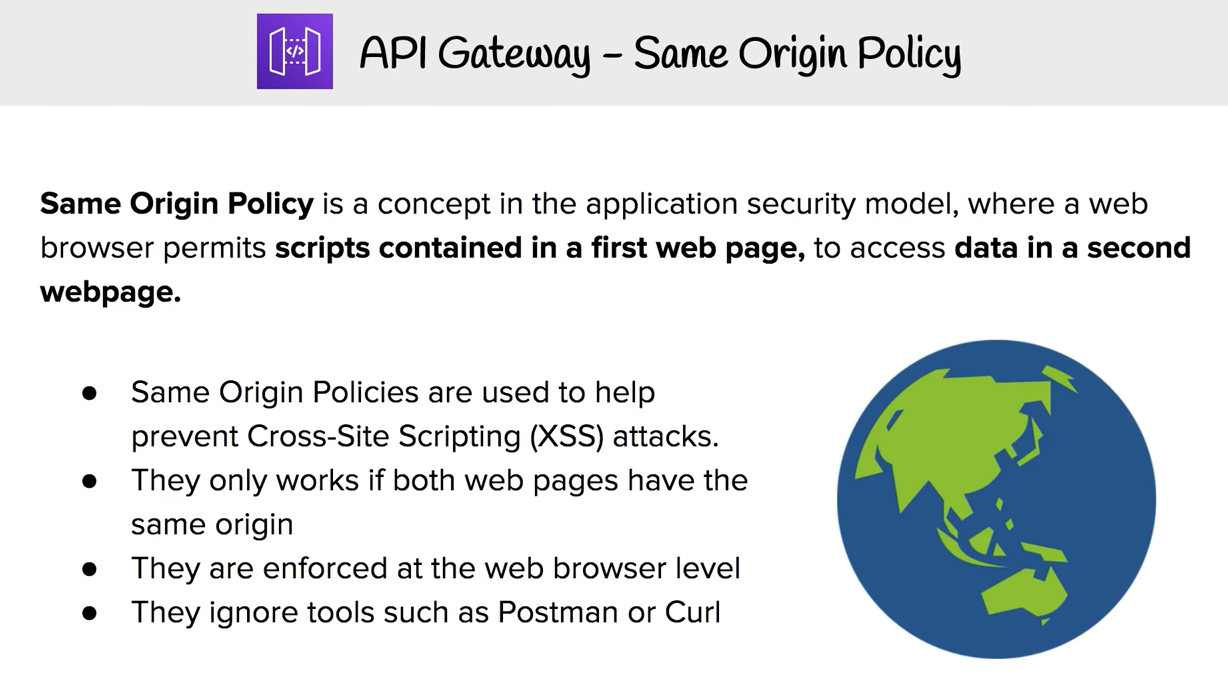 API Gateway – Same Origin Policy
Same Origin Policy is a concept in the application security model, where a web
browser permits scripts contained in a first web page, to access data in a second
webpage.
● Same Origin Policies are used to help
prevent Cross-Site Scripting (XSS) attacks.
● They only works if both web pages have the
same origin
● They are enforced at the web browser level
● They ignore tools such as Postman or Curl